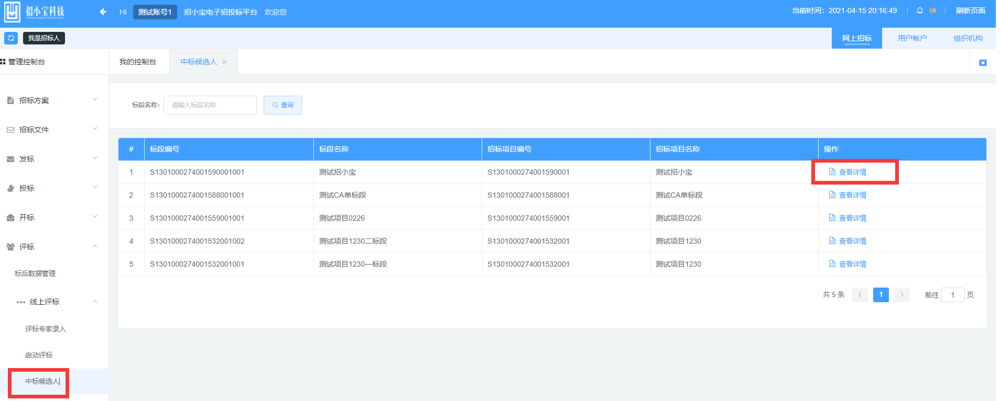 招小宝科技
Hi 测试账号1 招小宝电子招投标平台 欢迎您
当前时间：2021-04-15 20:16:49
刷新页面
我是招标人
网上招标 用户帐户 组织机构
管理控制台
我的控制台 中标候选人 ×
招标方案
招标文件
发标
投标
开标
评标
标后数据管理
线上评标
评标专家录入
启动评标
中标候选人
标段名称： 请输入标段名称 查询
# 标段编号 标段名称 招标项目编号 招标项目名称 操作
1 S1301000274001590001001 测试招小宝 S1301000274001590001 测试招小宝 查看详情
2 S1301000274001588001001 测试CA单标段 S1301000274001588001 测试CA单标段 查看详情
3 S1301000274001559001001 测试项目0226 S1301000274001559001 测试项目0226 查看详情
4 S1301000274001532001002 测试项目1230二标段 S1301000274001532001 测试项目1230 查看详情
5 S1301000274001532001001 测试项目1230一标段 S1301000274001532001 测试项目1230 查看详情
共 5 条 1 前往 1 页